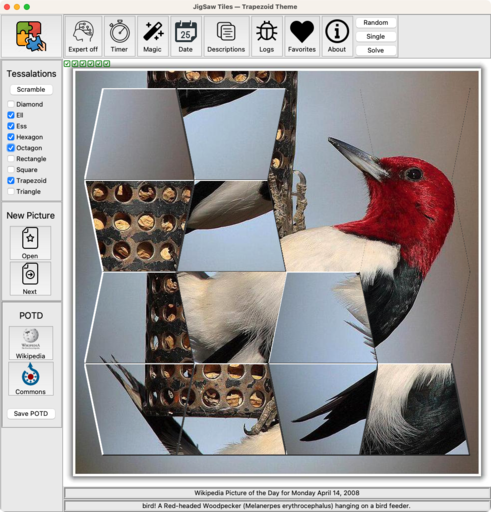 JigSaw Tiles — Trapezoid Theme
Expert off
Timer
Magic
25
Date
Descriptions
Logs
Favorites
About
Random
Single
Solve
Tessalations
Scramble
Diamond
Ell
Ess
Hexagon
Octagon
Rectangle
Square
Trapezoid
Triangle
New Picture
Open
Next
POTD
Wikipedia
Commons
Save POTD
Wikipedia Picture of the Day for Monday April 14, 2008
bird! A Red-headed Woodpecker (Melanerpes erythrocephalus) hanging on a bird feeder.